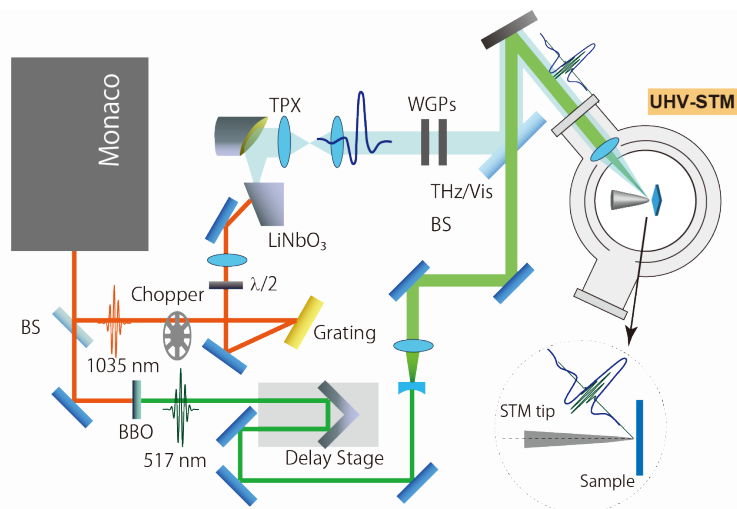 Monaco
TPX
WGPs
UHV-STM
THz/Vis
BS
LiNbO₃
λ/2
Chopper
BS
Grating
1035 nm
BBO
517 nm
Delay Stage
STM tip
Sample